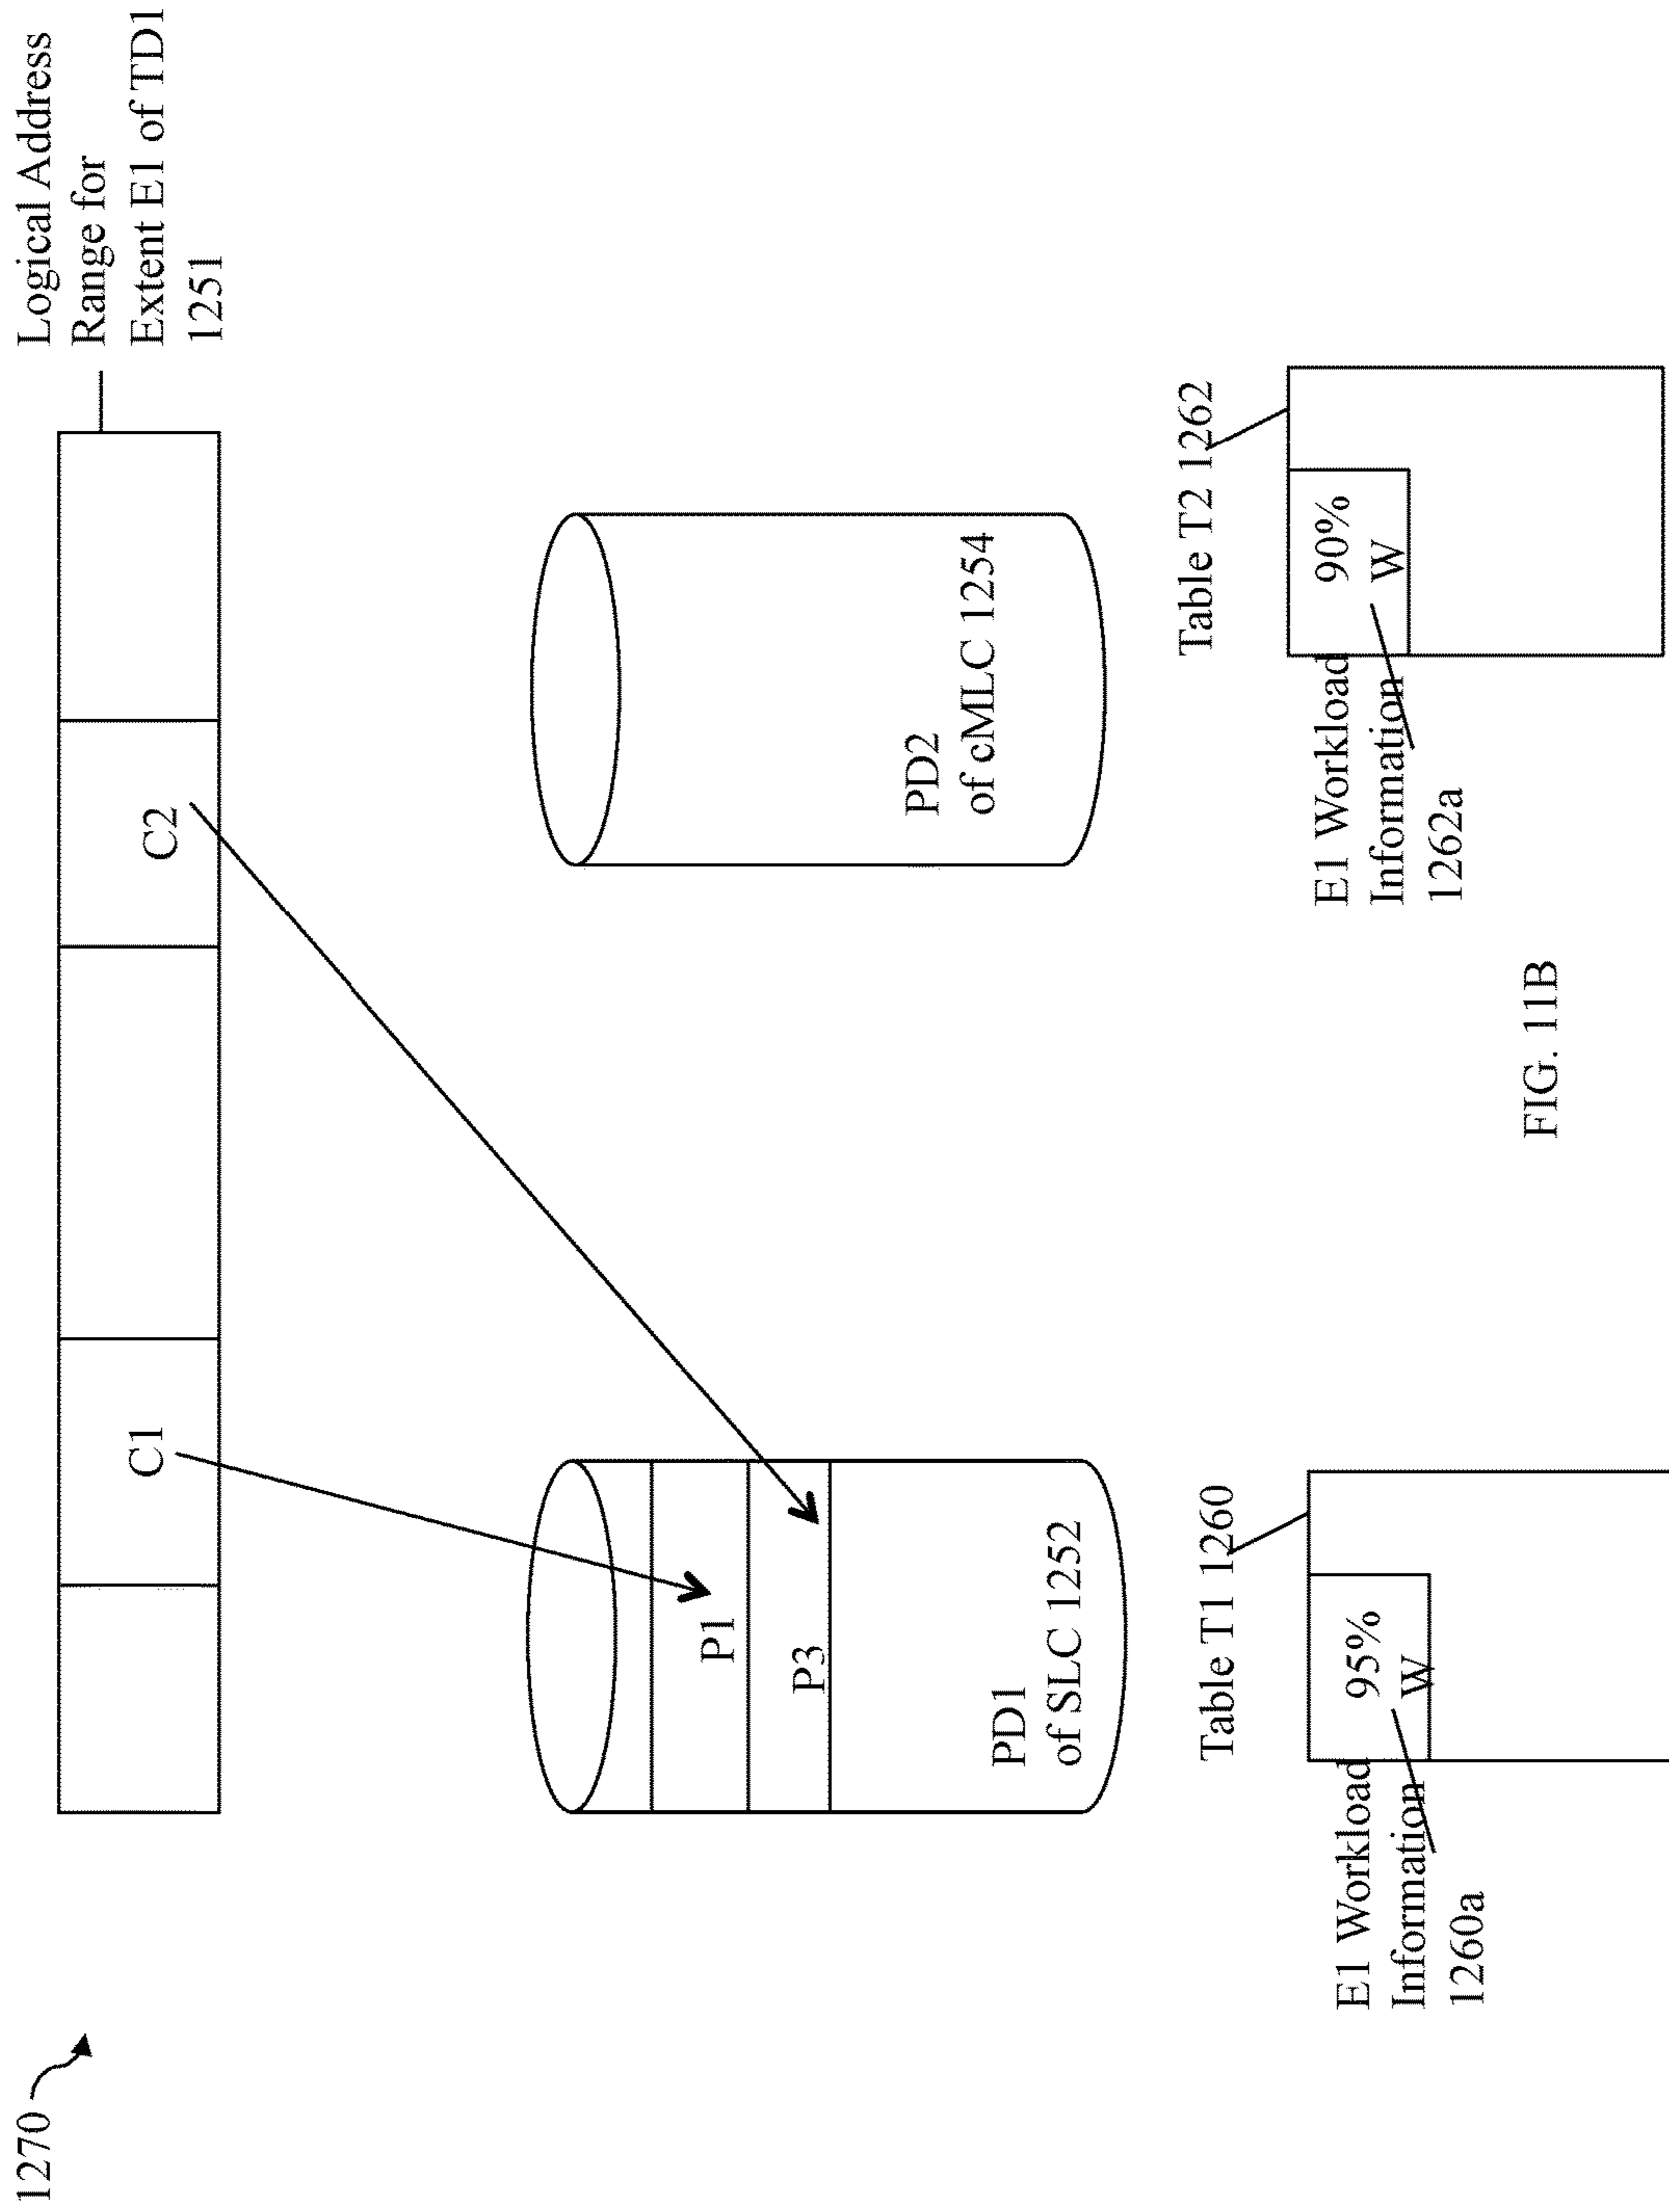 1270
Logical Address
Range for
Extent E1 of TD1
1251
C1
C2
P1
P3
PD1
of SLC 1252
PD2
of cMLC 1254
Table T1 1260
95%
W
E1 Workload
Information
1260a
Table T2 1262
90%
W
E1 Workload
Information
1262a
FIG. 11B